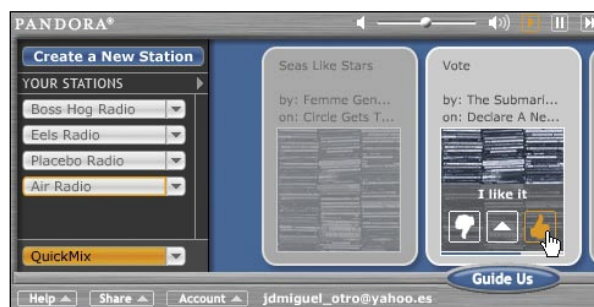 PANDORA®
Create a New Station
YOUR STATIONS
Boss Hog Radio
Eels Radio
Placebo Radio
Air Radio
QuickMix
Seas Like Stars
by: Femme Gen...
on: Circle Gets T...
Vote
by: The Submari...
on: Declare A Ne...
I like it
Guide Us
Help
Share
Account
jdmiguel_otro@yahoo.es